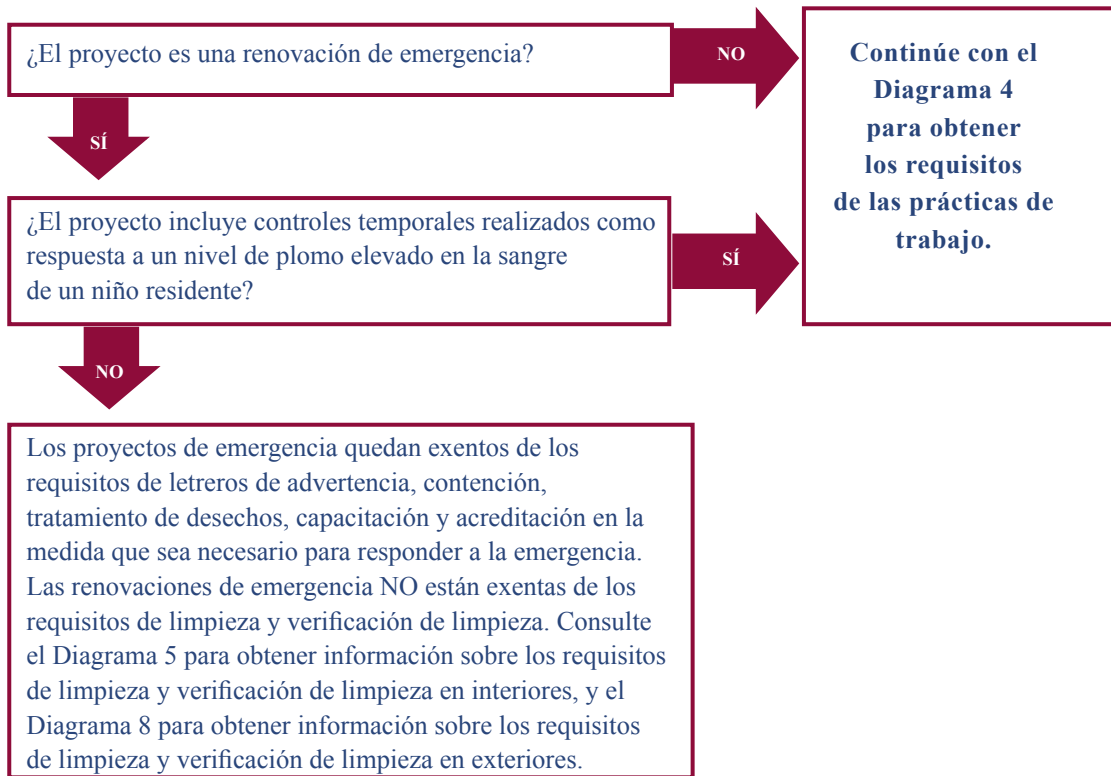 ¿El proyecto es una renovación de emergencia?
NO
Continúe con el
Diagrama 4
para obtener
los requisitos
de las prácticas de
trabajo.
SÍ
¿El proyecto incluye controles temporales realizados como
respuesta a un nivel de plomo elevado en la sangre
de un niño residente?
SÍ
NO
Los proyectos de emergencia quedan exentos de los
requisitos de letreros de advertencia, contención,
tratamiento de desechos, capacitación y acreditación en la
medida que sea necesario para responder a la emergencia.
Las renovaciones de emergencia NO están exentas de los
requisitos de limpieza y verificación de limpieza. Consulte
el Diagrama 5 para obtener información sobre los requisitos
de limpieza y verificación de limpieza en interiores, y el
Diagrama 8 para obtener información sobre los requisitos
de limpieza y verificación de limpieza en exteriores.